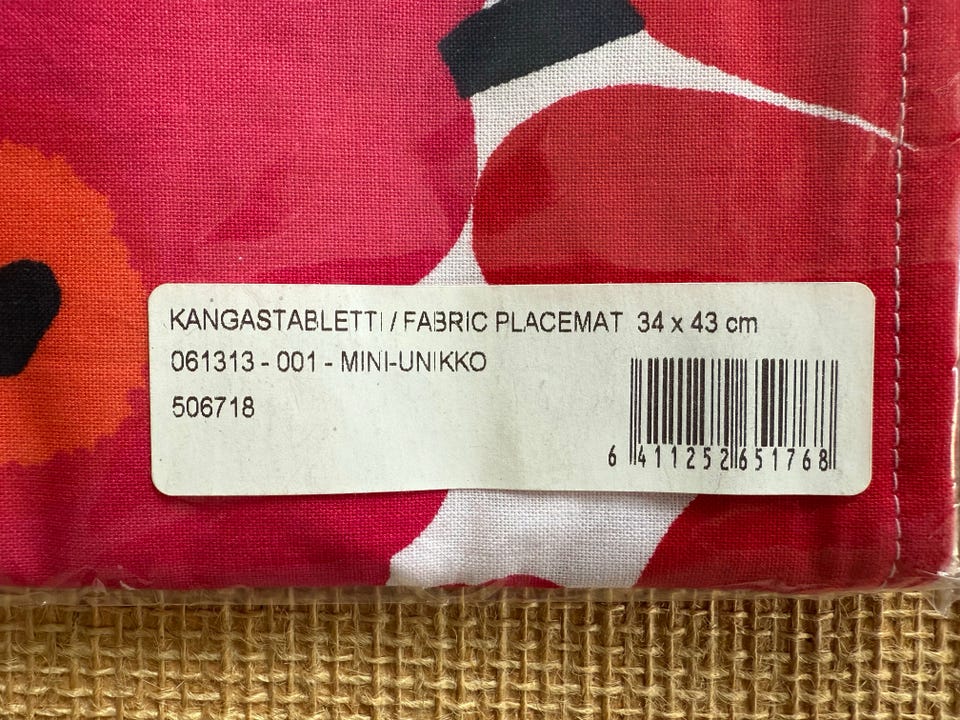 KANGASTABLETTI / FABRIC PLACEMAT 34 x 43 cm
061313 - 001 - MINI-UNIKKO
506718
6 411252 651768